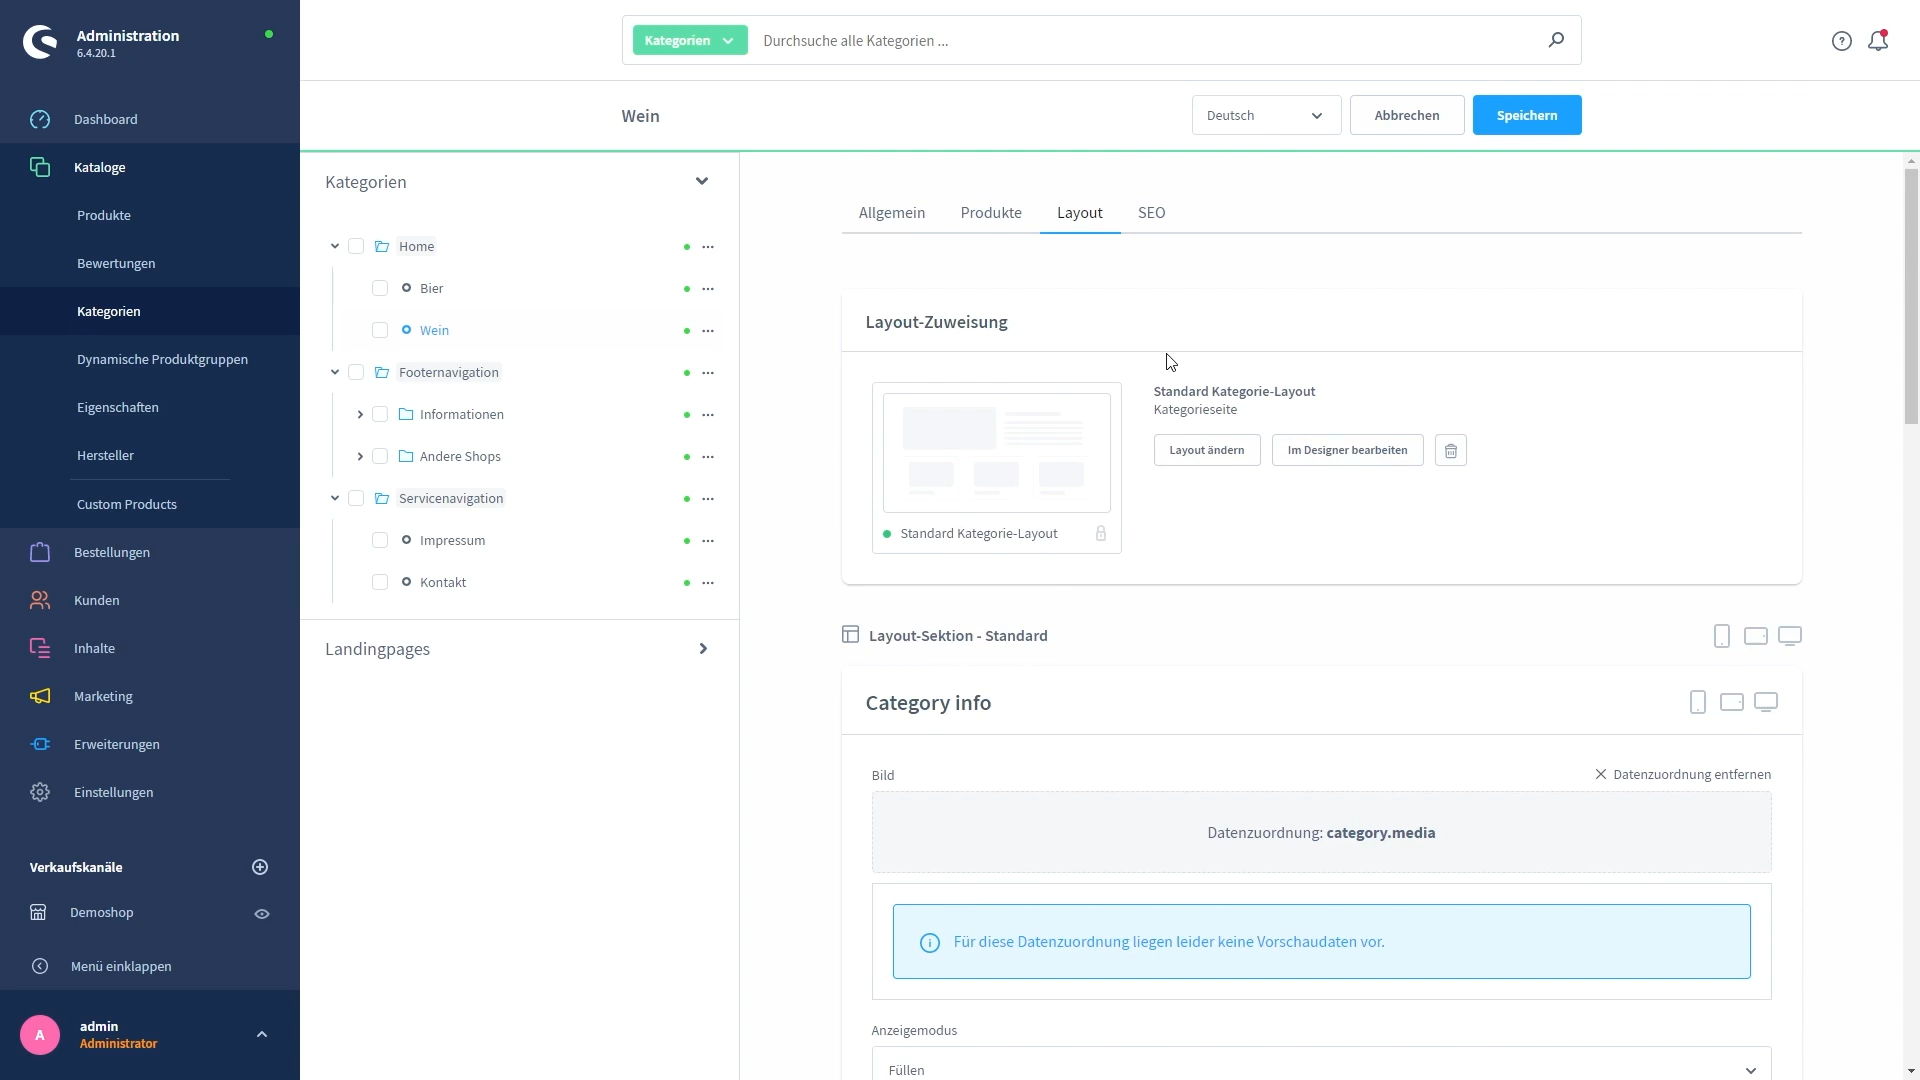 Administration
6.4.20.1
Dashboard
Kataloge
Produkte
Bewertungen
Kategorien
Dynamische Produktgruppen
Eigenschaften
Hersteller
Custom Products
Bestellungen
Kunden
Inhalte
Marketing
Erweiterungen
Einstellungen
Verkaufskanäle
Demoshop
Menü einklappen
A
admin
Administrator
Kategorien
Durchsuche alle Kategorien ...
Wein
Deutsch
Abbrechen
Speichern
Kategorien
Home
Bier
Wein
Footernavigation
Informationen
Andere Shops
Servicenavigation
Impressum
Kontakt
Landingpages
Allgemein Produkte Layout SEO
Layout-Zuweisung
Standard Kategorie-Layout
Standard Kategorie-Layout
Kategorieseite
Layout ändern
Im Designer bearbeiten
Layout-Sektion - Standard
Category info
Bild
Datenzuordnung entfernen
Datenzuordnung: category.media
Für diese Datenzuordnung liegen leider keine Vorschaudaten vor.
Anzeigemodus
Füllen